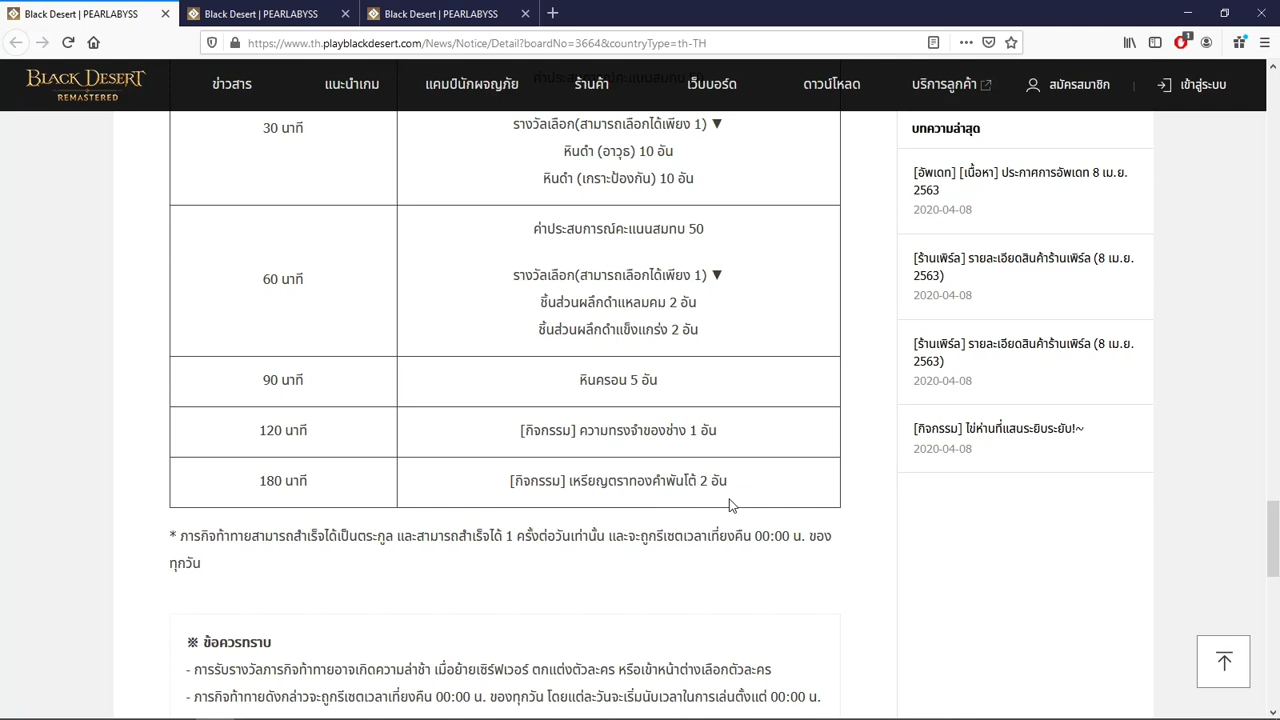 Black Desert | PEARLABYSS
Black Desert | PEARLABYSS
Black Desert | PEARLABYSS
https://www.th.playblackdesert.com/News/Notice/Detail?boardNo=3664&countryType=th-TH
1
BLACK DESERT
REMASTERED
ข่าวสาร
แนะนำเกม
แคมป์นักผจญภัย
ร้านค้า
เว็บบอร์ด
ดาวน์โหลด
บริการลูกค้า
สมัครสมาชิก
เข้าสู่ระบบ
30 นาที
รางวัลเลือก(สามารถเลือกได้เพียง 1) ▼
หินดำ (อาวุธ) 10 อัน
หินดำ (เกราะป้องกัน) 10 อัน
60 นาที
ค่าประสบการณ์คะแนนสมทบ 50
รางวัลเลือก(สามารถเลือกได้เพียง 1) ▼
ชิ้นส่วนผลึกดำแหลมคม 2 อัน
ชิ้นส่วนผลึกดำแข็งแกร่ง 2 อัน
90 นาที
หินครอน 5 อัน
120 นาที
[กิจกรรม] ความทรงจำของช่าง 1 อัน
180 นาที
[กิจกรรม] เหรียญตราทองคำพันโต้ 2 อัน
* ภารกิจท้าทายสามารถสำเร็จได้เป็นตระกูล และสามารถสำเร็จได้ 1 ครั้งต่อวันเท่านั้น และจะถูกรีเซตเวลาเที่ยงคืน 00:00 น. ของ
ทุกวัน
※ ข้อควรทราบ
- การรับรางวัลภารกิจท้าทายอาจเกิดความล่าช้า เมื่อย้ายเซิร์ฟเวอร์ ตกแต่งตัวละคร หรือเข้าหน้าต่างเลือกตัวละคร
- ภารกิจท้าทายดังกล่าวจะถูกรีเซตเวลาเที่ยงคืน 00:00 น. ของทุกวัน โดยแต่ละวันจะเริ่มนับเวลาในการเล่นตั้งแต่ 00:00 น.
บทความล่าสุด
[อัพเดท] [เนื้อหา] ประกาศการอัพเดท 8 เม.ย.
2563
2020-04-08
[ร้านเพิร์ล] รายละเอียดสินค้าร้านเพิร์ล (8 เม.ย.
2563)
2020-04-08
[ร้านเพิร์ล] รายละเอียดสินค้าร้านเพิร์ล (8 เม.ย.
2563)
2020-04-08
[กิจกรรม] ไข่ห่านที่แสนระยิบระยับ!~
2020-04-08